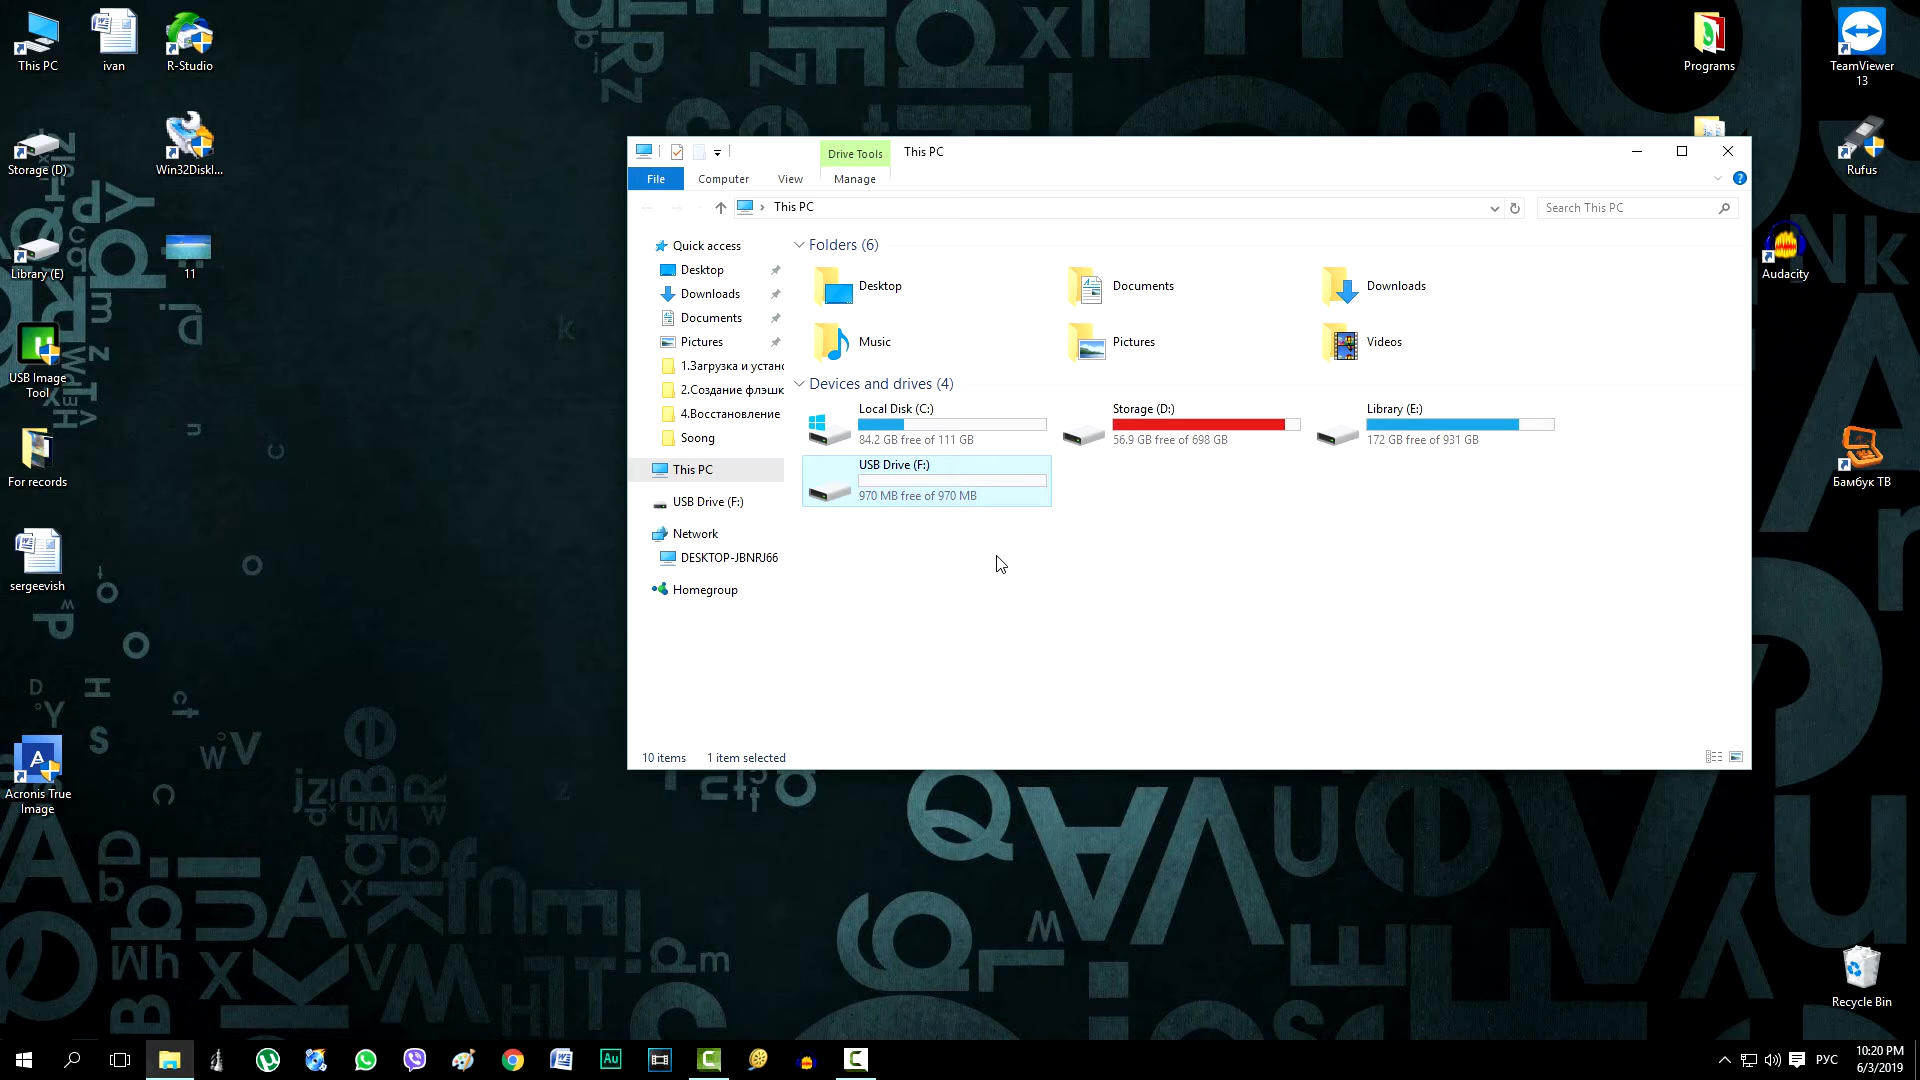 This PC
ivan
R-Studio
Storage (D)
Win32DiskI...
Library (E)
11
USB Image
Tool
For records
sergeevish
Acronis True
Image
Programs
TeamViewer
13
Rufus
Audacity
Бамбук ТВ
Recycle Bin
Drive Tools
This PC
File
Computer
View
Manage
This PC
Search This PC
Quick access
Desktop
Downloads
Documents
Pictures
1.Загрузка и устано
2.Создание флэшк
4.Восстановление
Soong
This PC
USB Drive (F:)
Network
DESKTOP-JBNRJ66
Homegroup
Folders (6)
Desktop
Documents
Downloads
Music
Pictures
Videos
Devices and drives (4)
Local Disk (C:)
84.2 GB free of 111 GB
Storage (D:)
56.9 GB free of 698 GB
Library (E:)
172 GB free of 931 GB
USB Drive (F:)
970 MB free of 970 MB
10 items
1 item selected
Au
РУС
10:20 PM
6/3/2019